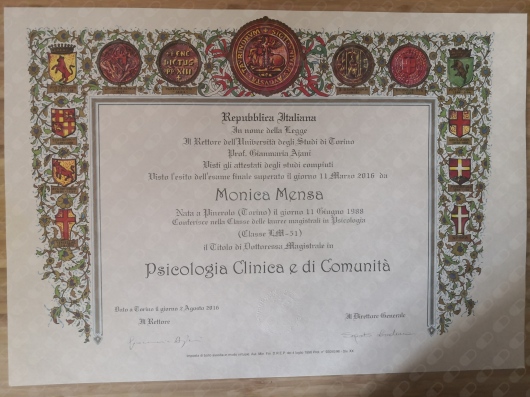 Repubblica Italiana
In nome della Legge
Il Rettore dell'Università degli Studi di Torino
Prof. Gianmaria Ajani
Visti gli attestati degli studi compiuti
Visto l'esito dell'esame finale superato il giorno 11 Marzo 2016 da
Monica Mensa
Nata a Pinerolo (Torino) il giorno 11 Giugno 1988
Conferisce nella Classe delle lauree magistrali in Psicologia
(Classe LM-51)
il Titolo di Dottoressa Magistrale in
Psicologia Clinica e di Comunità
Dato a Torino il giorno 2 Agosto 2016
Il Rettore
Il Direttore Generale